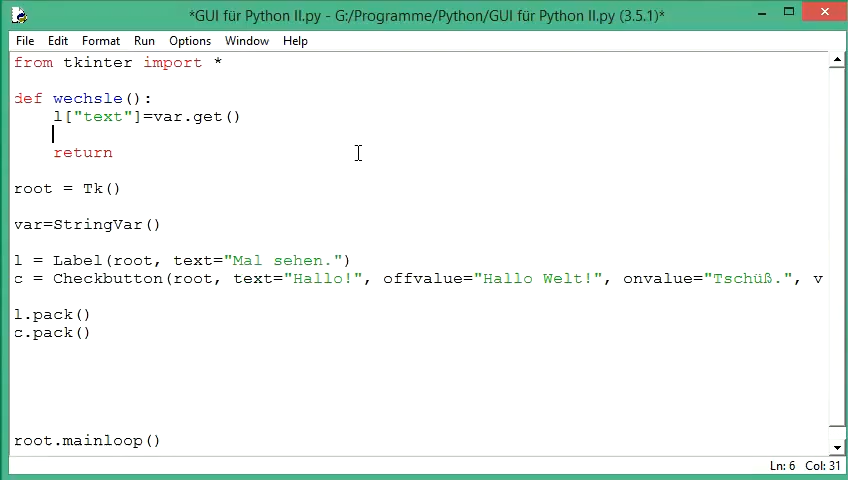 *GUI für Python II.py - G:/Programme/Python/GUI für Python II.py (3.5.1)*
File Edit Format Run Options Window Help
from tkinter import *
def wechsle():
    l["text"]=var.get()
    return
root = Tk()
var=StringVar()
l = Label(root, text="Mal sehen.")
c = Checkbutton(root, text="Hallo!", offvalue="Hallo Welt!", onvalue="Tschüß.", v
l.pack()
c.pack()
root.mainloop()
Ln: 6 Col: 31